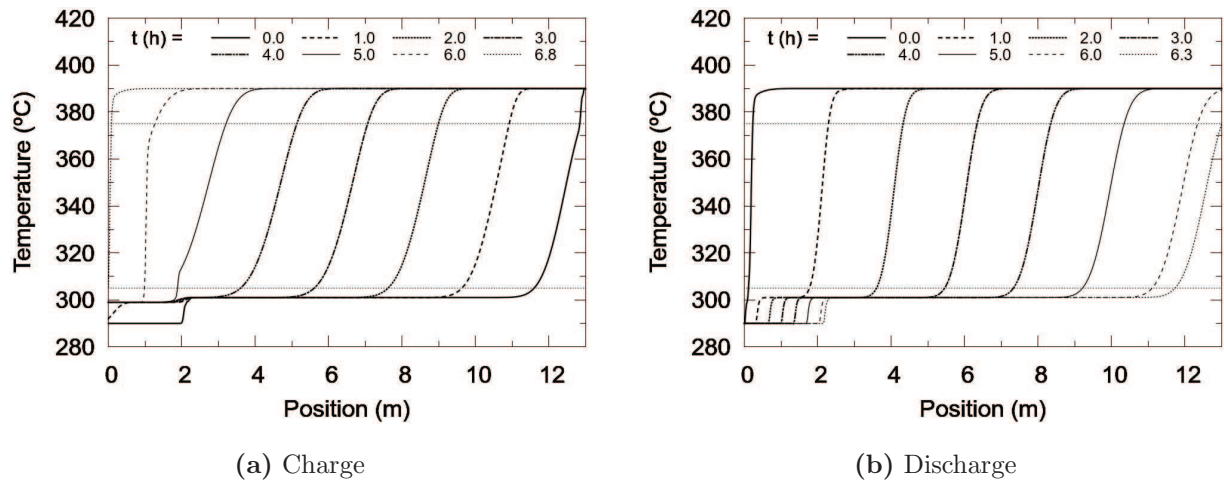 t (h) = 0.0 1.0 2.0 3.0
4.0 5.0 6.0 6.8
420
400
380
360
340
320
300
280
Temperature (ºC)
0 2 4 6 8 10 12
Position (m)
(a) Charge
t (h) = 0.0 1.0 2.0 3.0
4.0 5.0 6.0 6.3
420
400
380
360
340
320
300
280
Temperature (ºC)
0 2 4 6 8 10 12
Position (m)
(b) Discharge